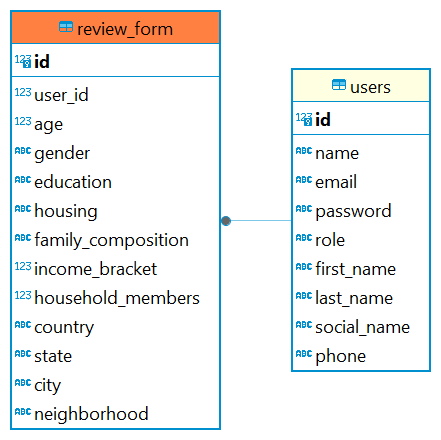 review_form
123 id
123 user_id
123 age
ABC gender
ABC education
ABC housing
ABC family_composition
123 income_bracket
123 household_members
ABC country
ABC state
ABC city
ABC neighborhood
users
123 id
ABC name
ABC email
ABC password
ABC role
ABC first_name
ABC last_name
ABC social_name
ABC phone